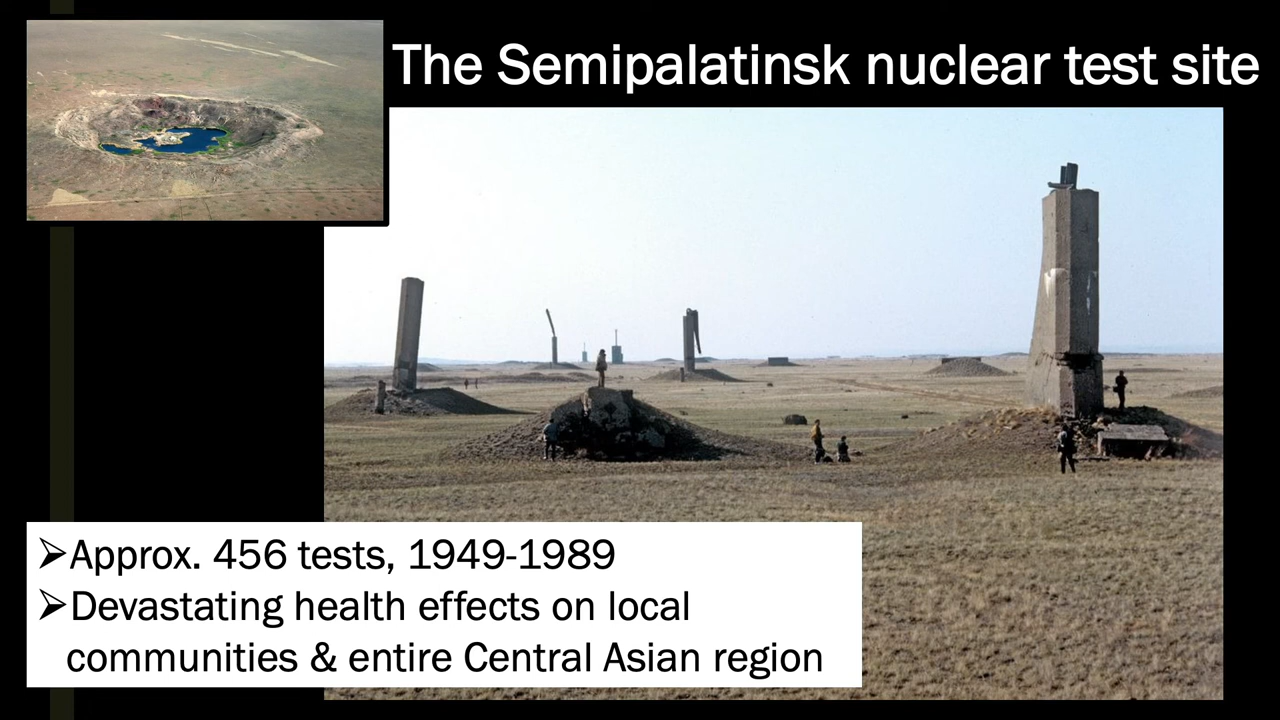 The Semipalatinsk nuclear test site
➢Approx. 456 tests, 1949-1989
➢Devastating health effects on local
communities & entire Central Asian region